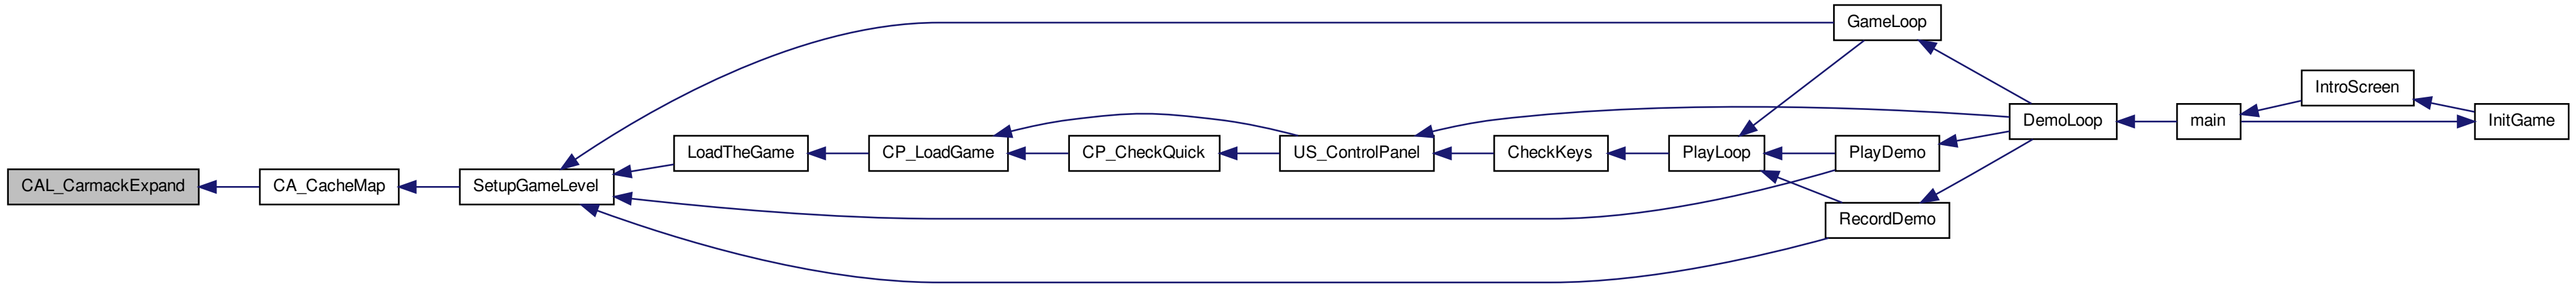 CAL_CarmackExpand
CA_CacheMap
SetupGameLevel
LoadTheGame
CP_LoadGame
CP_CheckQuick
US_ControlPanel
CheckKeys
PlayLoop
GameLoop
PlayDemo
RecordDemo
DemoLoop
main
IntroScreen
InitGame